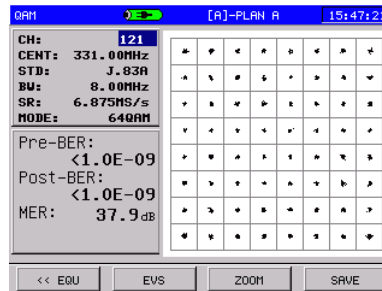 QAM [A]-PLAN A 15:47:2
CH: 121
CENT: 331.00MHz
STD: J.83A
BW: 8.00MHz
SR: 6.875MS/s
MODE: 64QAM
Pre-BER:
<1.0E-09
Post-BER:
<1.0E-09
MER: 37.9dB
<< EQU EVS ZOOM SAVE